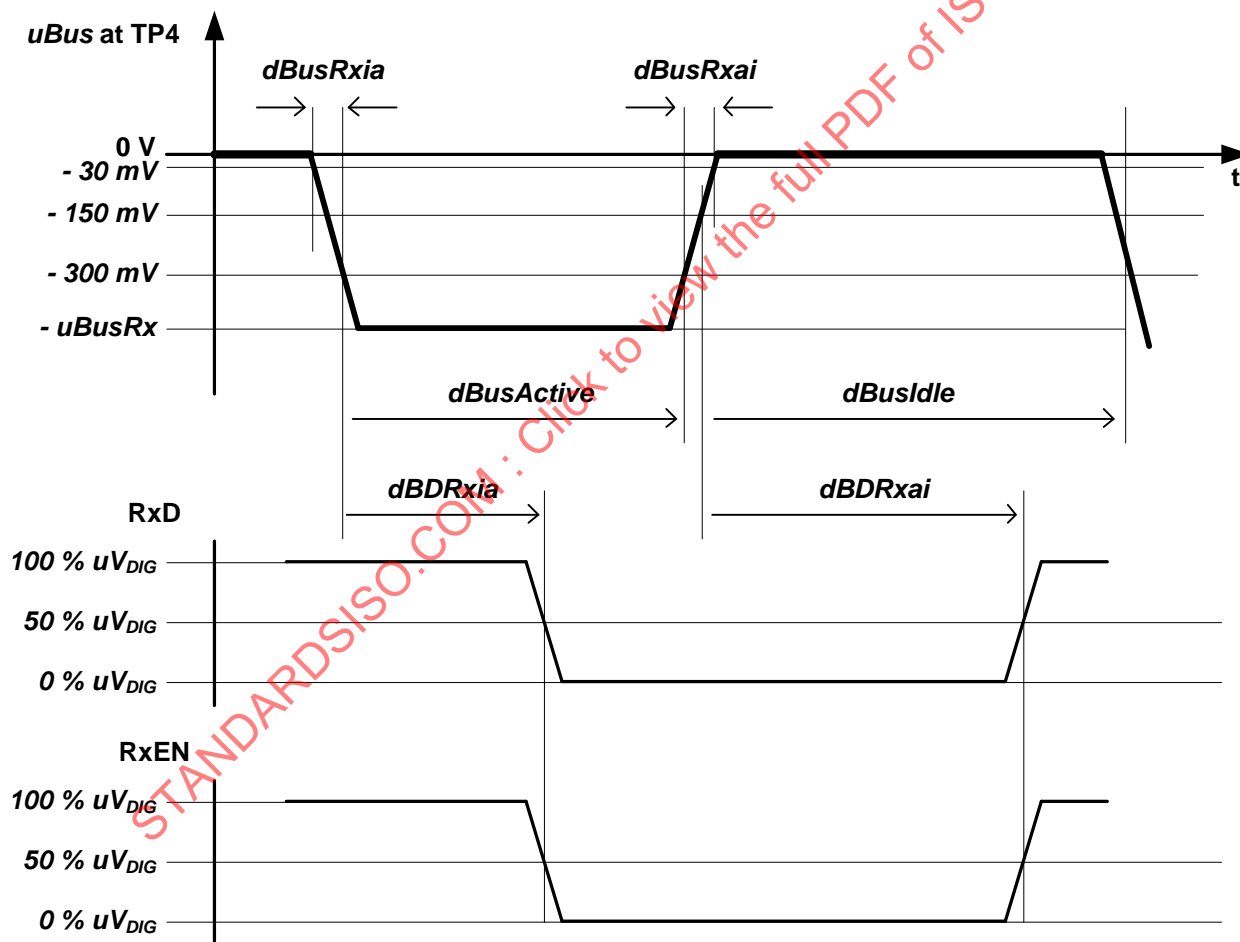 uBus at TP4
dBusRxia
dBusRxai
0 V
- 30 mV
- 150 mV
- 300 mV
- uBusRx
t
dBusActive
dBusIdle
dBDRxia
dBDRxai
RxD
100 % uVDIG
50 % uVDIG
0 % uVDIG
RxEN
100 % uVDIG
50 % uVDIG
0 % uVDIG
STANDARDSISO.COM : Click to view the full PDF of IS